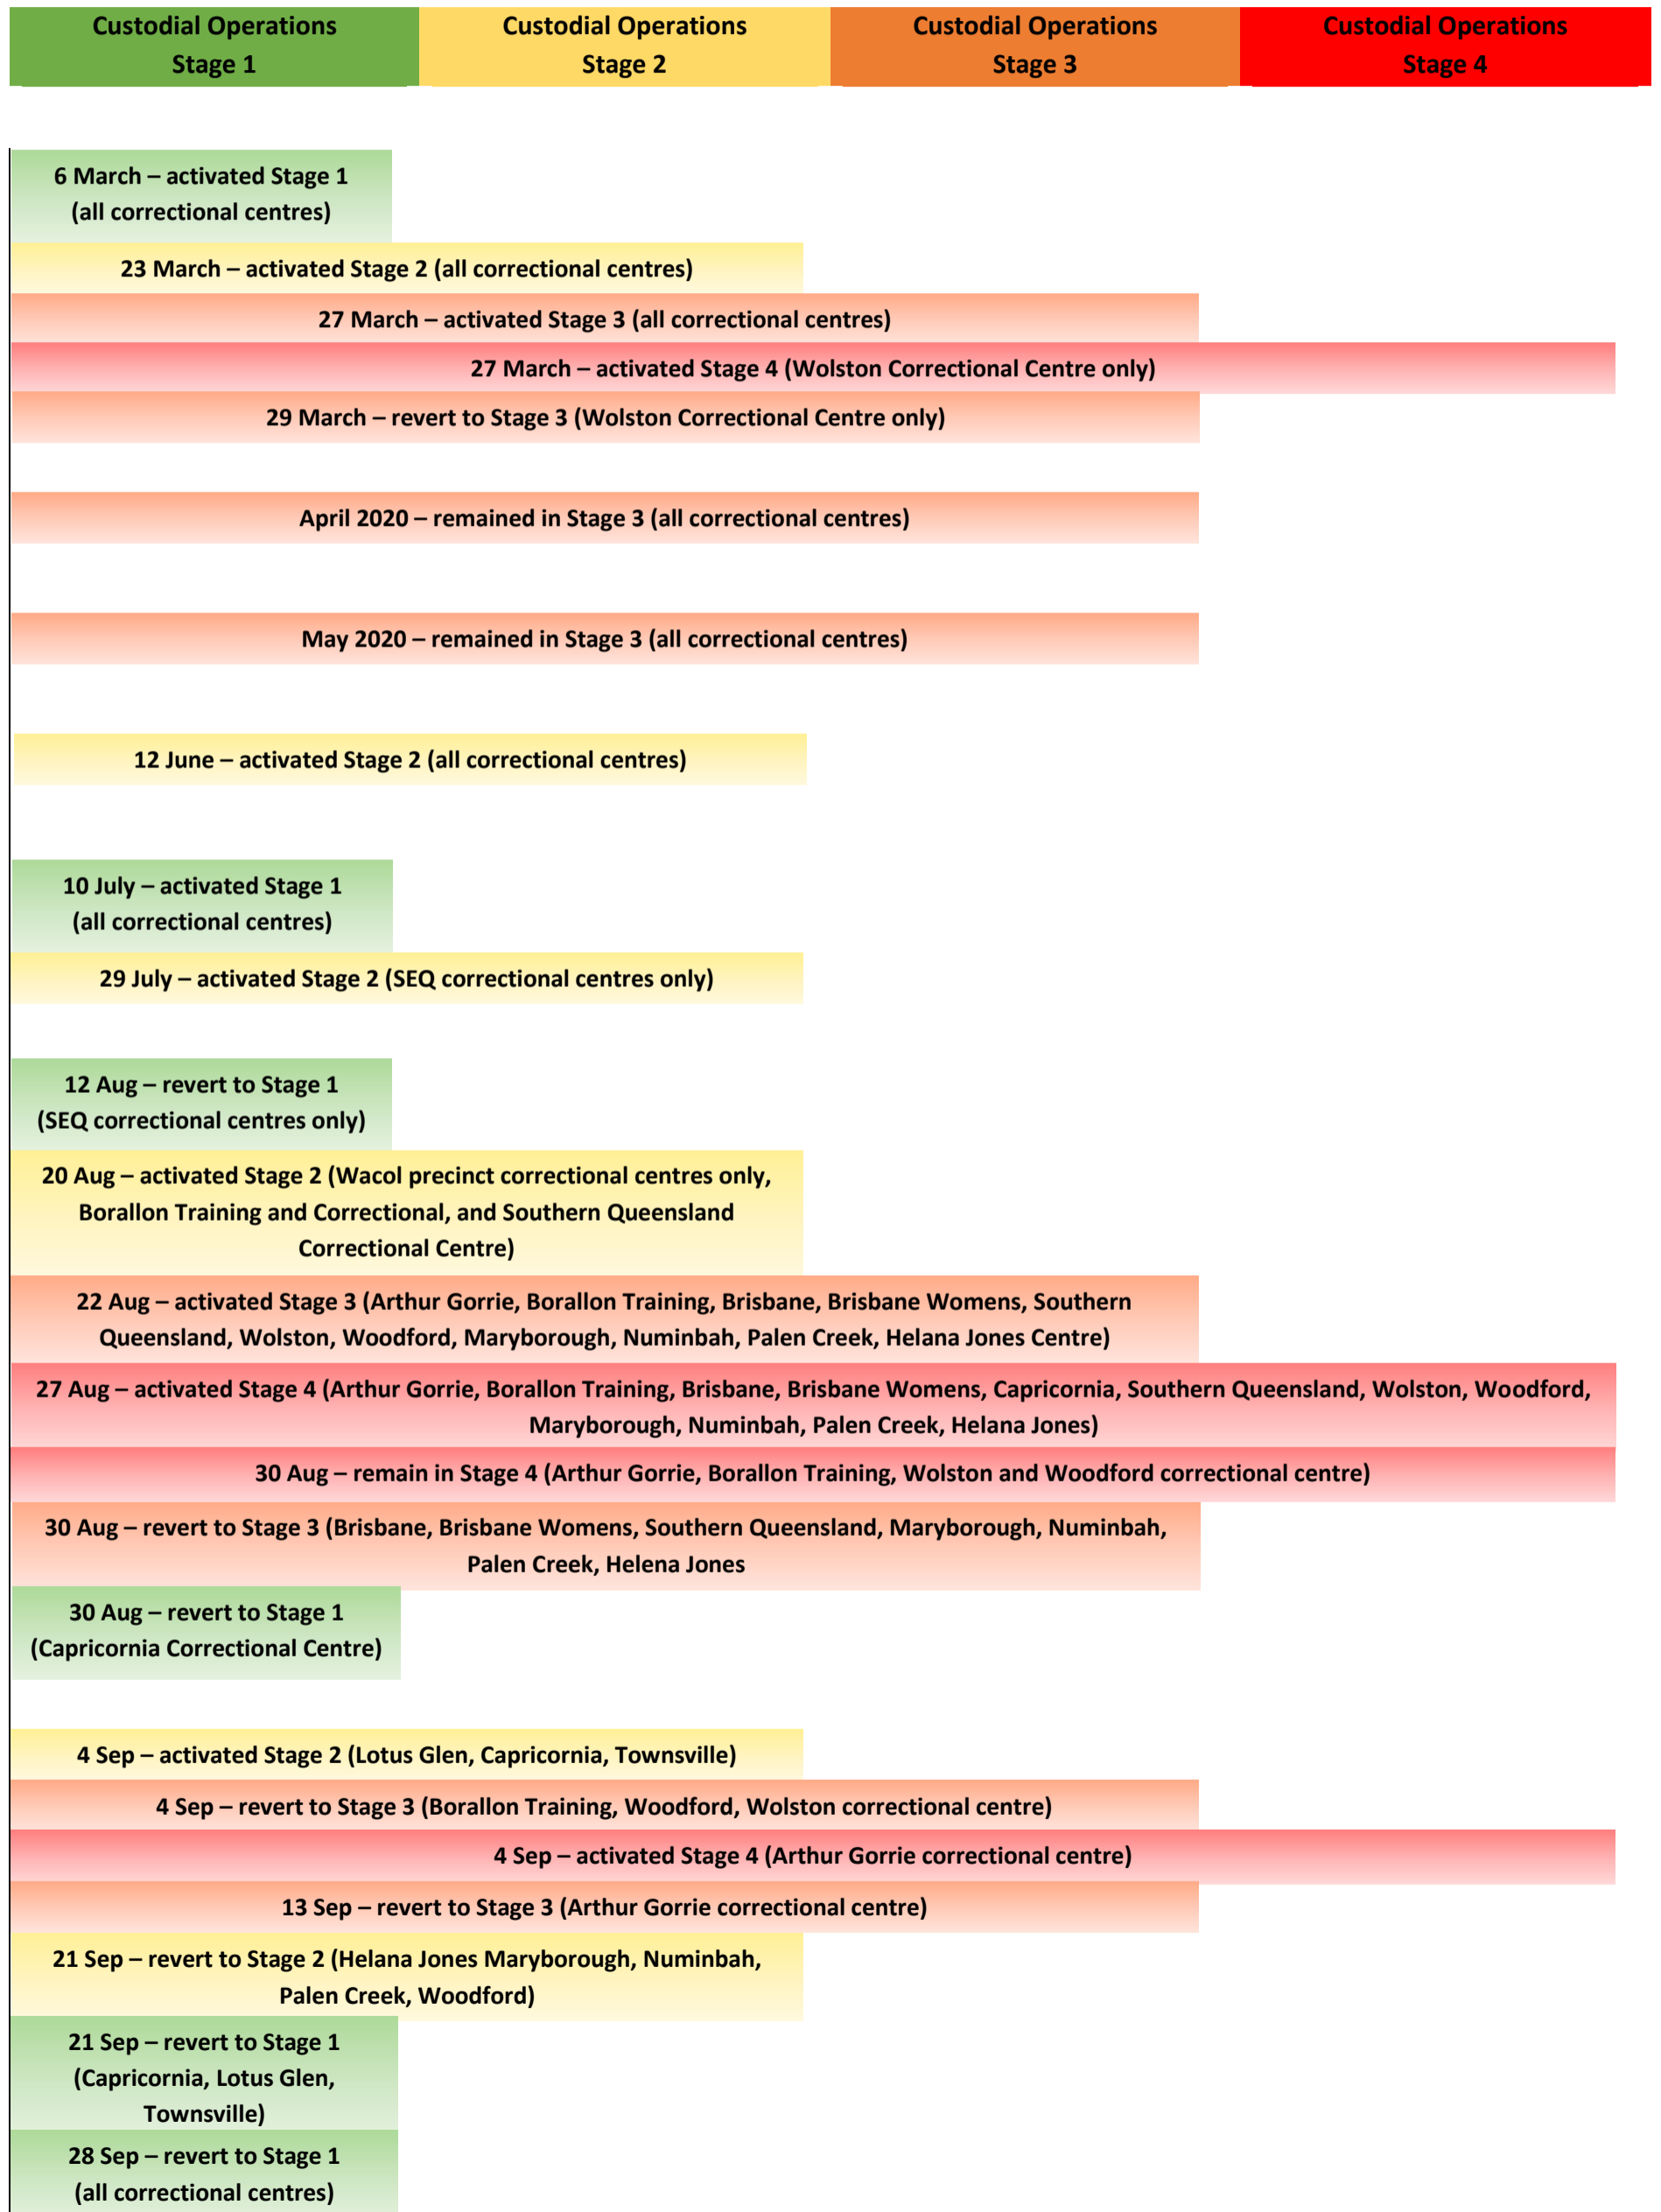 Custodial Operations
Stage 1
Custodial Operations
Stage 2
Custodial Operations
Stage 3
Custodial Operations
Stage 4
6 March – activated Stage 1
(all correctional centres)
23 March – activated Stage 2 (all correctional centres)
27 March – activated Stage 3 (all correctional centres)
27 March – activated Stage 4 (Wolston Correctional Centre only)
29 March – revert to Stage 3 (Wolston Correctional Centre only)
April 2020 – remained in Stage 3 (all correctional centres)
May 2020 – remained in Stage 3 (all correctional centres)
12 June – activated Stage 2 (all correctional centres)
10 July – activated Stage 1
(all correctional centres)
29 July – activated Stage 2 (SEQ correctional centres only)
12 Aug – revert to Stage 1
(SEQ correctional centres only)
20 Aug – activated Stage 2 (Wacol precinct correctional centres only,
Borallon Training and Correctional, and Southern Queensland
Correctional Centre)
22 Aug – activated Stage 3 (Arthur Gorrie, Borallon Training, Brisbane, Brisbane Womens, Southern
Queensland, Wolston, Woodford, Maryborough, Numinbah, Palen Creek, Helana Jones Centre)
27 Aug – activated Stage 4 (Arthur Gorrie, Borallon Training, Brisbane, Brisbane Womens, Capricornia, Southern Queensland, Wolston, Woodford,
Maryborough, Numinbah, Palen Creek, Helana Jones)
30 Aug – remain in Stage 4 (Arthur Gorrie, Borallon Training, Wolston and Woodford correctional centre)
30 Aug – revert to Stage 3 (Brisbane, Brisbane Womens, Southern Queensland, Maryborough, Numinbah,
Palen Creek, Helena Jones
30 Aug – revert to Stage 1
(Capricornia Correctional Centre)
4 Sep – activated Stage 2 (Lotus Glen, Capricornia, Townsville)
4 Sep – revert to Stage 3 (Borallon Training, Woodford, Wolston correctional centre)
4 Sep – activated Stage 4 (Arthur Gorrie correctional centre)
13 Sep – revert to Stage 3 (Arthur Gorrie correctional centre)
21 Sep – revert to Stage 2 (Helana Jones Maryborough, Numinbah,
Palen Creek, Woodford)
21 Sep – revert to Stage 1
(Capricornia, Lotus Glen,
Townsville)
28 Sep – revert to Stage 1
(all correctional centres)